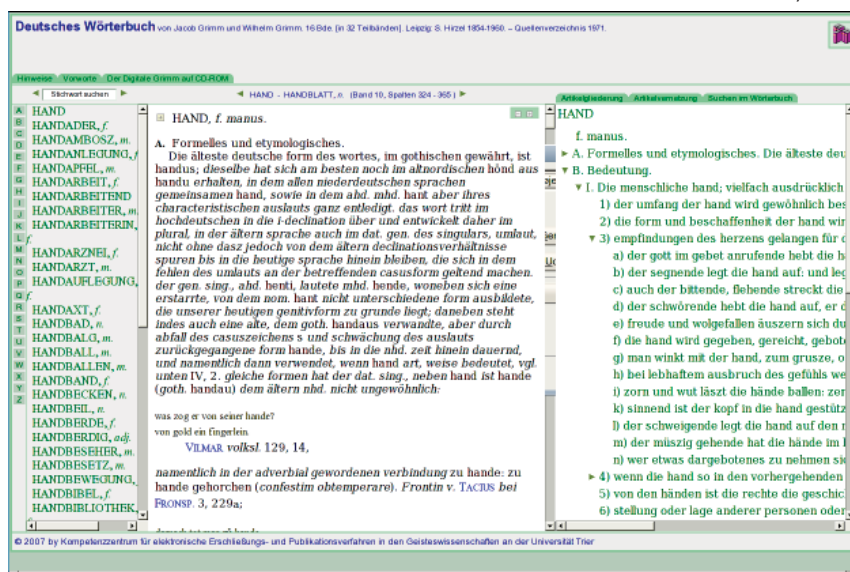 Deutsches Wörterbuch von Jacob Grimm und Wilhelm Grimm. 16 Bde. [in 32 Teilbänden]. Leipzig: S. Hirzel 1854-1960. – Quellenverzeichnis 1971.
Hinweise Vorworte Der Digitale Grimm auf CD-ROM
Stichwort suchen
HAND - HANDBLATT, n. (Band 10, Spalten 324 - 365)
Artikelgliederung Artikelvernetzung Suchen im Wörterbuch
A
B
C
D
E
F
G
H
I
J
K
L
M
N
O
P
Q
R
S
T
U
V
W
X
Y
Z
HAND
HANDADER, f.
HANDAMBOSZ, m.
HANDANLEGUNG, f
HANDAPFEL, m.
HANDARBEIT, f.
HANDARBEITEND
HANDARBEITER, m.
HANDARBEITERIN,
f.
HANDARZNEI, f.
HANDARZT, m.
HANDAUFLEGUNG,
f.
HANDAXT, f.
HANDBAD, n.
HANDBALG, m.
HANDBALL, m.
HANDBALLEN, m.
HANDBAND, f.
HANDBECKEN, n.
HANDBEIL, n.
HANDBERDE, f.
HANDBERDIG, adj.
HANDBESEHER, m.
HANDBESETZ, m.
HANDBEWEGUNG,
HANDBIBEL, f.
HANDBIBLIOTHEK,
HAND, f. manus.
A. Formelles und etymologisches.
Die älteste deutsche form des wortes, im gothischen gewährt, ist
handus; dieselbe hat sich am besten noch im altnordischen hönd aus
handu erhalten, in dem allen niederdeutschen sprachen
gemeinsamen hand, sowie in dem ahd. mhd. hant aber ihres
characteristischen auslauts ganz entledigt. das wort tritt im
hochdeutschen in die i-declination über und entwickelt daher im
plural, in der ältern sprache auch im dat. gen. des singulars, umlaut,
nicht ohne dasz jedoch von dem ältern declinationsverhältnisse
spuren bis in die heutige sprache hinein bleiben, die sich in dem
fehlen des umlauts an der betreffenden casusform geltend machen.
der gen. sing., ahd. henti, lautete mhd. hende, woneben sich eine
erstarrte, von dem nom. hant nicht unterschiedene form ausbildete,
die unserer heutigen genitivform zu grunde liegt; daneben steht
indes auch eine alte, dem goth. handaus verwandte, aber durch
abfall des casuszeichens s und schwächung des auslauts
zurückgegangene form hande, bis in die nhd. zeit hinein dauernd,
und namentlich dann verwendet, wenn hand art, weise bedeutet, vgl.
unten IV, 2. gleiche formen hat der dat. sing., neben hand ist hande
(goth. handau) dem ältern nhd. nicht ungewöhnlich:
was zog er von seiner hande?
von gold ein fingerlein.
VILMAR volksl. 129, 14,
namentlich in der adverbial gewordenen verbindung zu hande: zu
hande gehorchen (confestim obtemperare). Frontin v. TACIUS bei
FRONSP. 3, 229a;
HAND
f. manus.
A. Formelles und etymologisches. Die älteste deu
B. Bedeutung.
I. Die menschliche hand; vielfach ausdrücklich
1) der umfang der hand wird gewöhnlich bes
2) die form und beschaffenheit der hand wir
3) empfindungen des herzens gelangen für d
a) der gott im gebet anrufende hebt die h
b) der segnende legt die hand auf: und leg
c) auch der bittende, flehende streckt die
d) der schwörende hebt die hand auf, er d
e) freude und wolgefallen äuszern sich du
f) die hand wird gegeben, gereicht, gebot
g) man winkt mit der hand, zum grusze, o
h) bei lebhaftem ausbruch des gefühls we
i) zorn und wut läszt die hände ballen: zer
k) sinnend ist der kopf in die hand gestütz
l) der schweigende legt die hand auf den r
m) der müszig gehende hat die hände im l
n) wer etwas dargebotenes zu nehmen sic
4) wenn die hand so in den vorhergehenden
5) von den händen ist die rechte die geschic
6) stellung oder lage anderer personen oder
© 2007 by Kompetenzzentrum für elektronische Erschließungs- und Publikationsverfahren in den Geisteswissenschaften an der Universität Trier